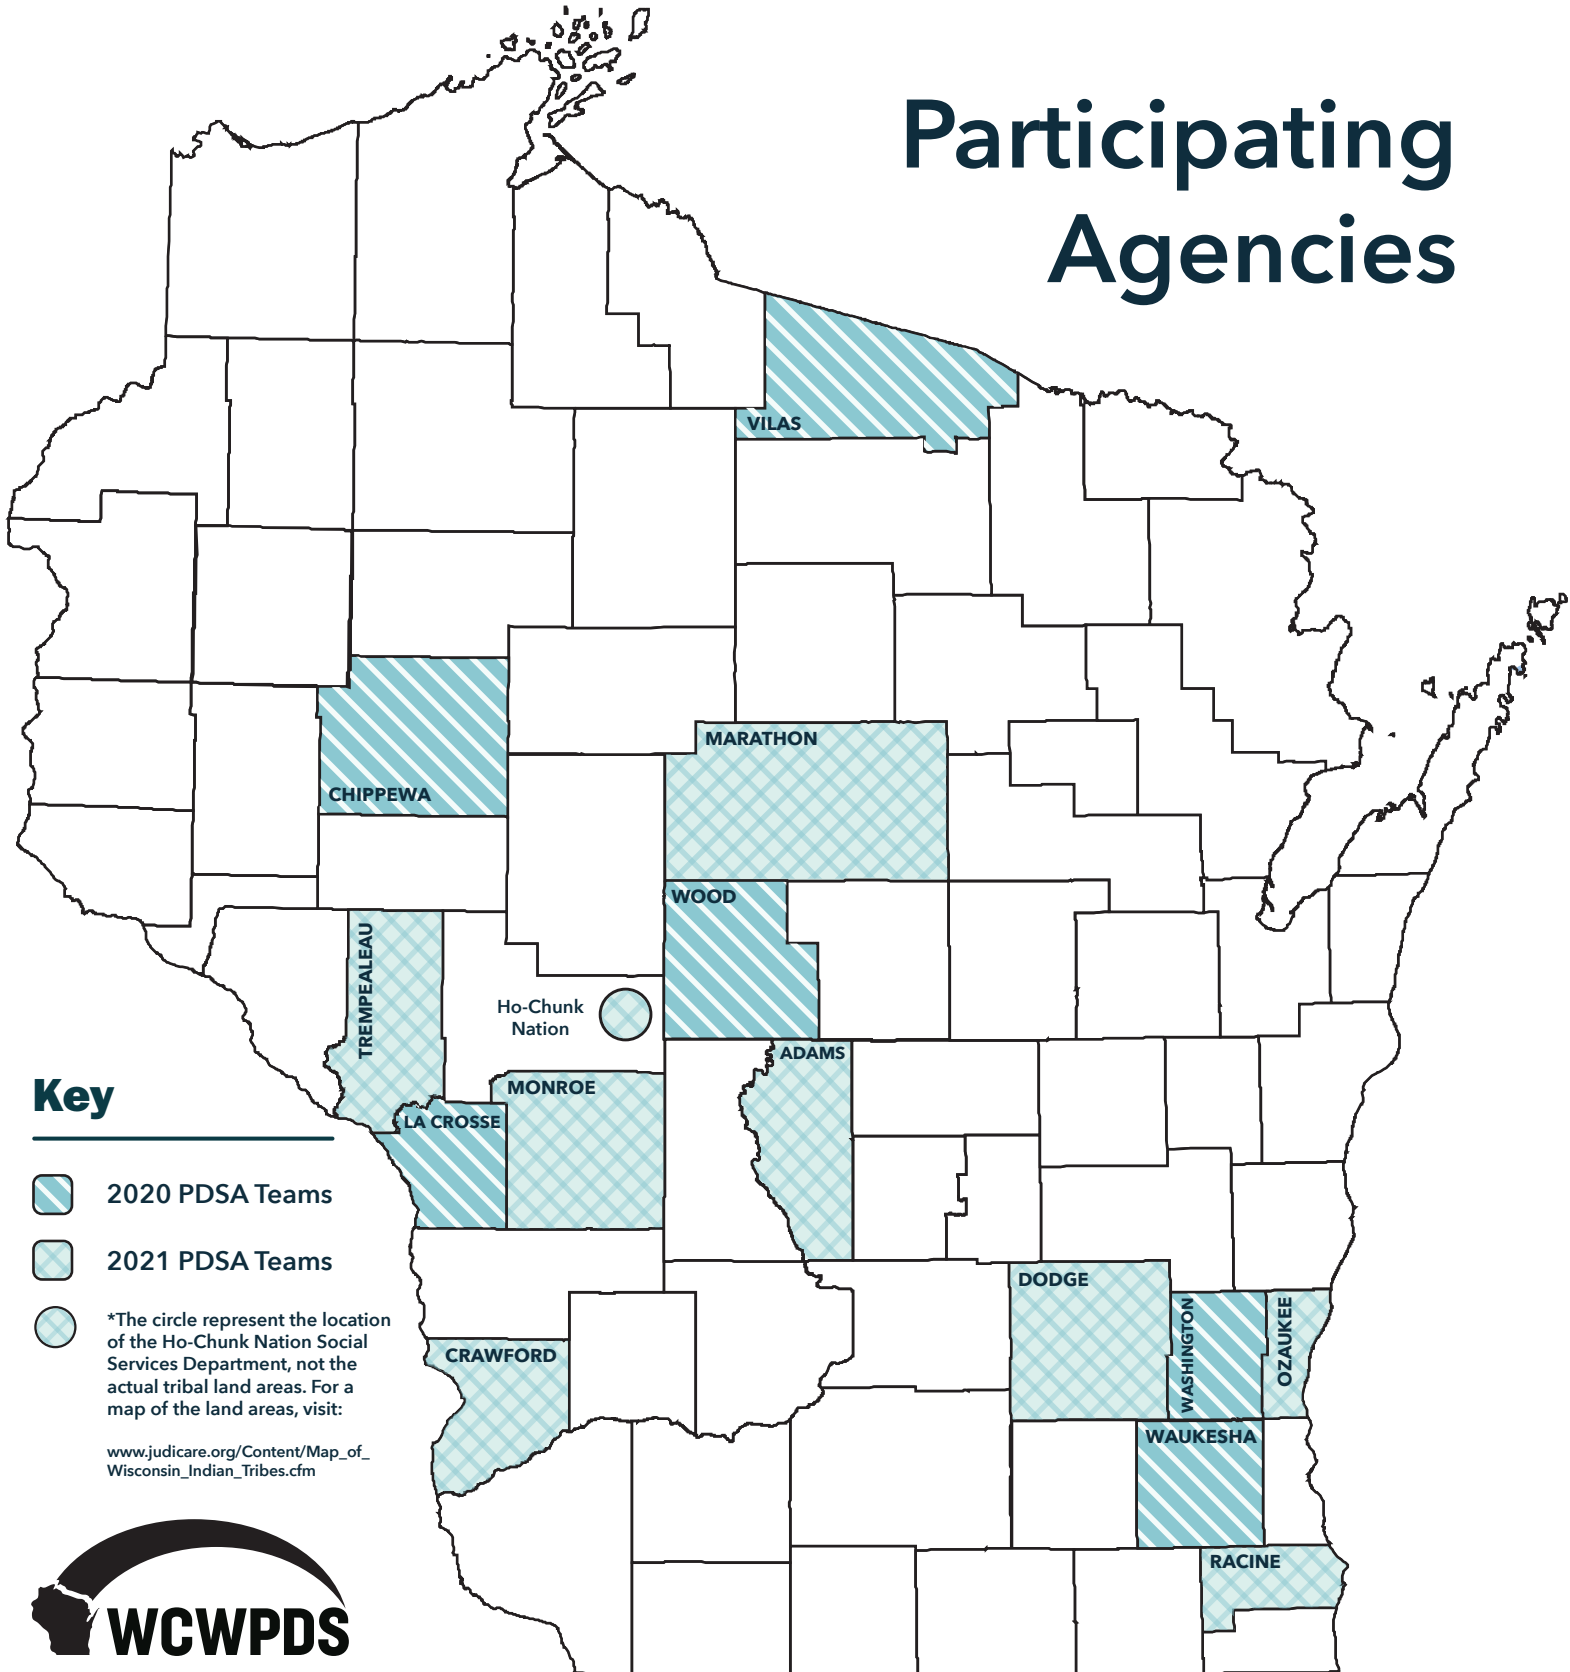 Participating
Agencies
VILAS
MARATHON
CHIPPEWA
WOOD
TREMPEALEAU
Ho-Chunk
Nation
ADAMS
MONROE
LA CROSSE
DODGE
WASHINGTON
OZAUKEE
CRAWFORD
WAUKESHA
RACINE
Key
2020 PDSA Teams
2021 PDSA Teams
*The circle represent the location
of the Ho-Chunk Nation Social
Services Department, not the
actual tribal land areas. For a
map of the land areas, visit:
www.judicare.org/Content/Map_of_
Wisconsin_Indian_Tribes.cfm
WCWPDS